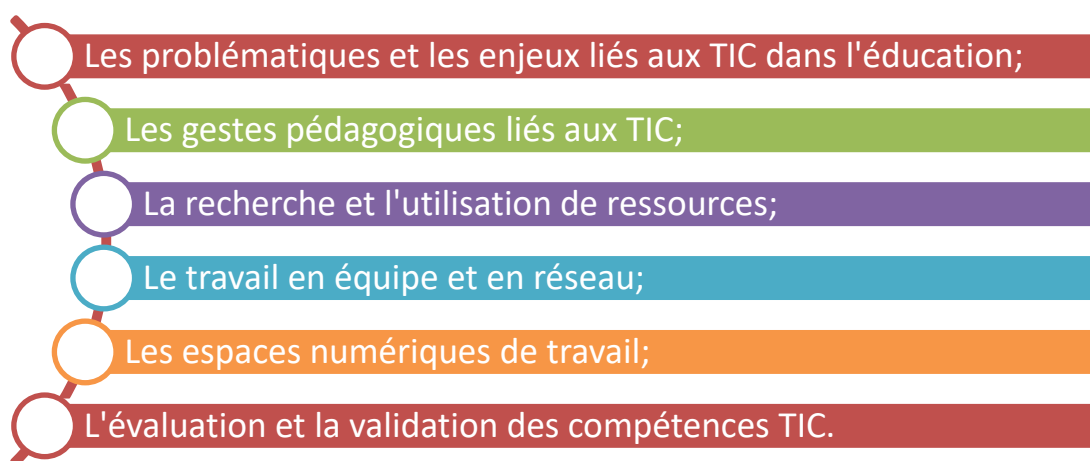 Les problématiques et les enjeux liés aux TIC dans l'éducation;
Les gestes pédagogiques liés aux TIC;
La recherche et l'utilisation de ressources;
Le travail en équipe et en réseau;
Les espaces numériques de travail;
L'évaluation et la validation des compétences TIC.